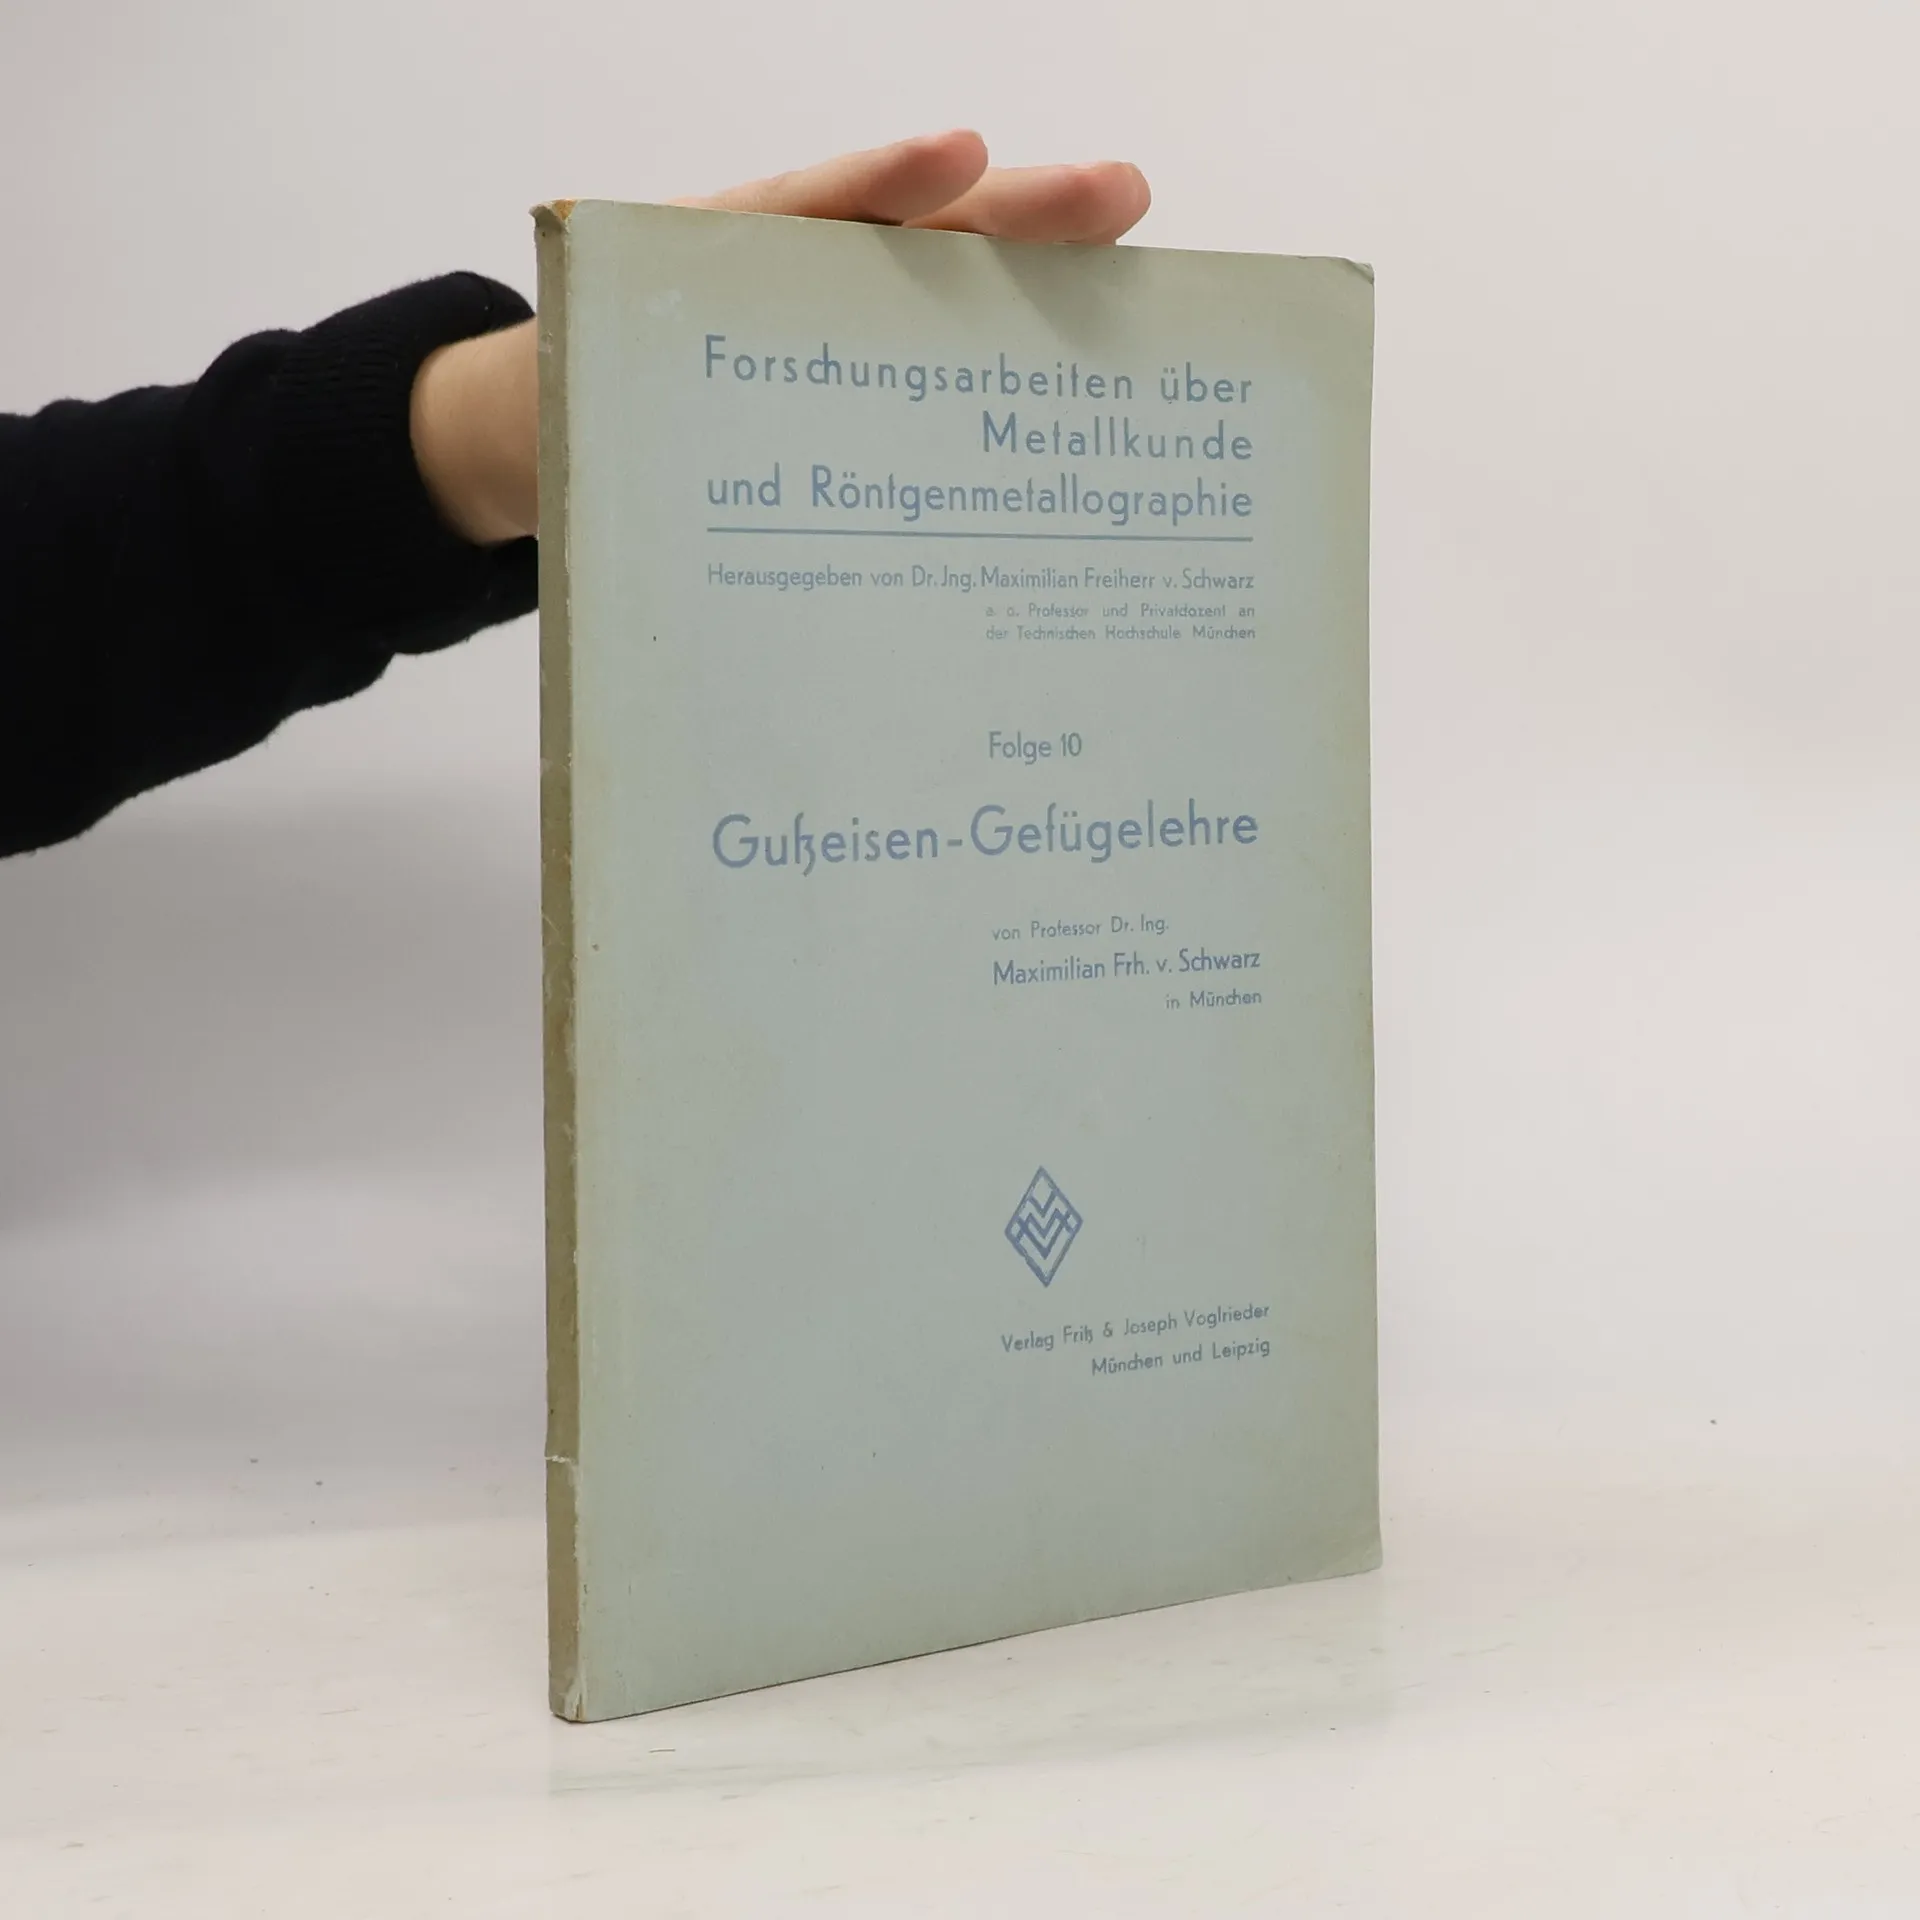 Forschungsarbeiten über
Metallkunde
und Röntgenmetallographie
Herausgegeben von Dr. Jng. Maximilian Freiherr v. Schwarz
a. o. Professor und Privatdozent an
der Technischen Hochschule München
Folge 10
Gußeisen-Gefügelehre
von Professor Dr. Ing.
Maximilian Frh. v. Schwarz
in München
Verlag Fritz & Joseph Voglrieder
München und Leipzig